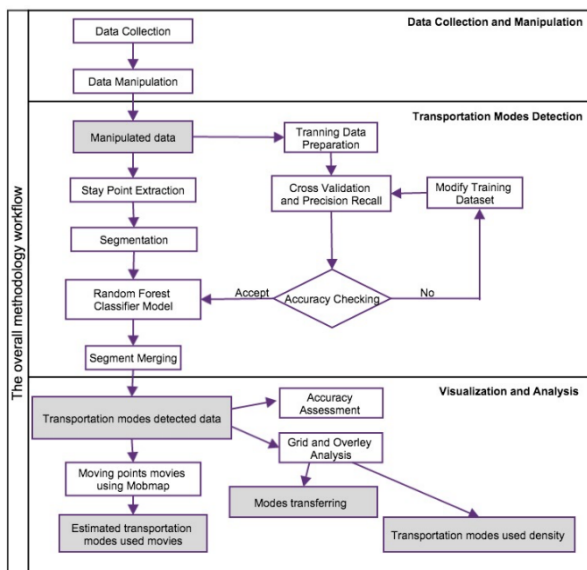 The overall methodology workflow
Data Collection and Manipulation
Data Collection
Data Manipulation
Transportation Modes Detection
Manipulated data
Tranning Data
Preparation
Stay Point Extraction
Cross Validation
and Precision Recall
Modify Training
Dataset
Segmentation
Random Forest
Classifier Model
Accept
Accuracy Checking
No
Segment Merging
Visualization and Analysis
Transportation modes detected data
Accuracy
Assessment
Grid and Overley
Analysis
Moving points movies
using Mobmap
Modes transferring
Estimated transportation
modes used movies
Transportation modes used density